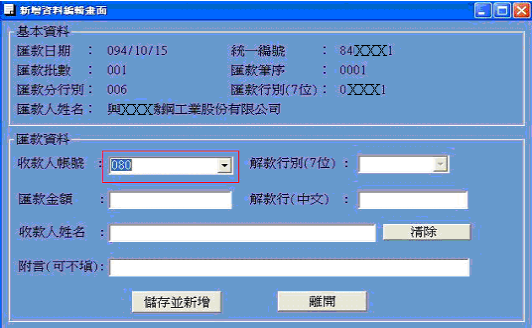 新增資料編輯畫面
基本資料
匯款日期 : 094/10/15 統一編號 : 84XXX1
匯款批數 : 001 匯款筆序 : 0001
匯款分行別 : 006 匯款行別(7位) : 0XXX1
匯款人姓名 : 興XXX鋼工業股份有限公司
匯款資料
收款人帳號 : 080 解款行別(7位) :
匯款金額 : 解款行(中文) :
收款人姓名 : 清除
附言(可不填):
儲存並新增 離開